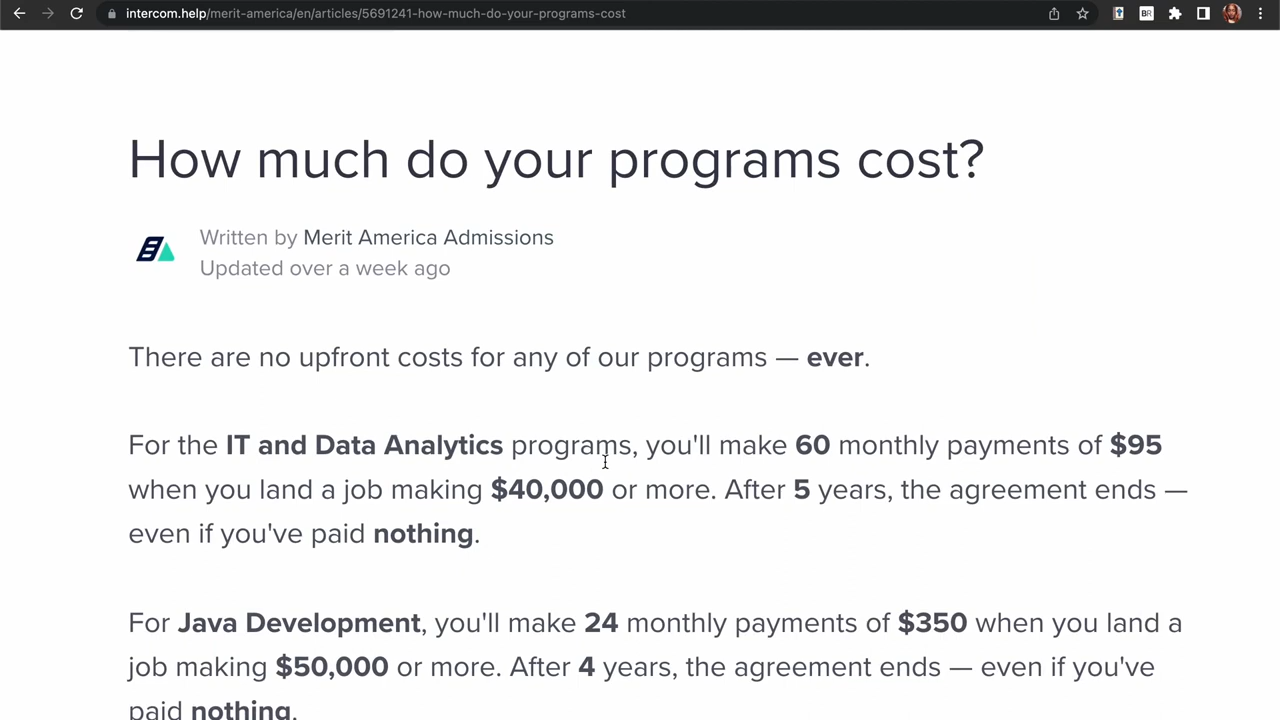 intercom.help/merit-america/en/articles/5691241-how-much-do-your-programs-cost
BR
How much do your programs cost?
Written by Merit America Admissions
Updated over a week ago
There are no upfront costs for any of our programs — ever.
For the IT and Data Analytics programs, you'll make 60 monthly payments of $95
when you land a job making $40,000 or more. After 5 years, the agreement ends —
even if you've paid nothing.
For Java Development, you'll make 24 monthly payments of $350 when you land a
job making $50,000 or more. After 4 years, the agreement ends — even if you've
paid nothing.